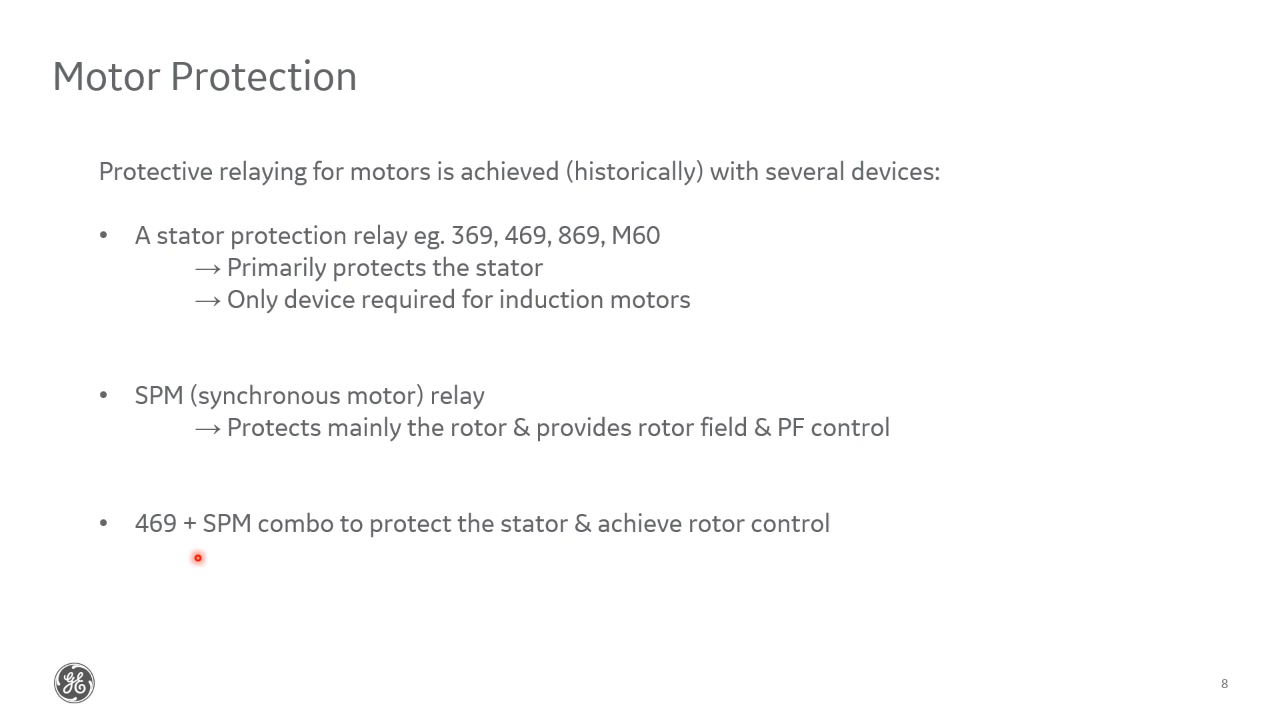 Motor Protection
Protective relaying for motors is achieved (historically) with several devices:
• A stator protection relay eg. 369, 469, 869, M60
→ Primarily protects the stator
→ Only device required for induction motors
• SPM (synchronous motor) relay
→ Protects mainly the rotor & provides rotor field & PF control
• 469 + SPM combo to protect the stator & achieve rotor control
GE
8